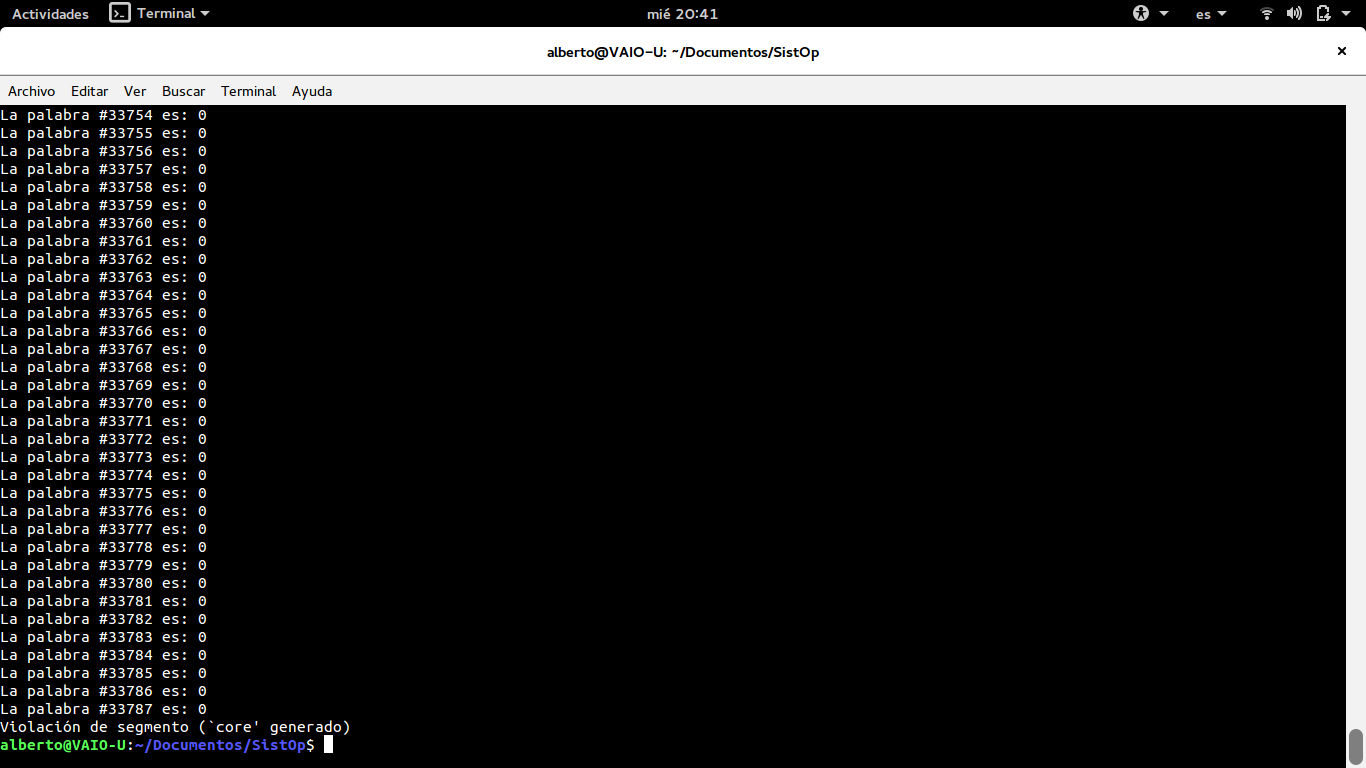 Actividades Terminal mié 20:41 es
alberto@VAIO-U: ~/Documentos/SistOp ×
Archivo Editar Ver Buscar Terminal Ayuda
La palabra #33754 es: 0
La palabra #33755 es: 0
La palabra #33756 es: 0
La palabra #33757 es: 0
La palabra #33758 es: 0
La palabra #33759 es: 0
La palabra #33760 es: 0
La palabra #33761 es: 0
La palabra #33762 es: 0
La palabra #33763 es: 0
La palabra #33764 es: 0
La palabra #33765 es: 0
La palabra #33766 es: 0
La palabra #33767 es: 0
La palabra #33768 es: 0
La palabra #33769 es: 0
La palabra #33770 es: 0
La palabra #33771 es: 0
La palabra #33772 es: 0
La palabra #33773 es: 0
La palabra #33774 es: 0
La palabra #33775 es: 0
La palabra #33776 es: 0
La palabra #33777 es: 0
La palabra #33778 es: 0
La palabra #33779 es: 0
La palabra #33780 es: 0
La palabra #33781 es: 0
La palabra #33782 es: 0
La palabra #33783 es: 0
La palabra #33784 es: 0
La palabra #33785 es: 0
La palabra #33786 es: 0
La palabra #33787 es: 0
Violación de segmento (`core' generado)
alberto@VAIO-U:~/Documentos/SistOp$